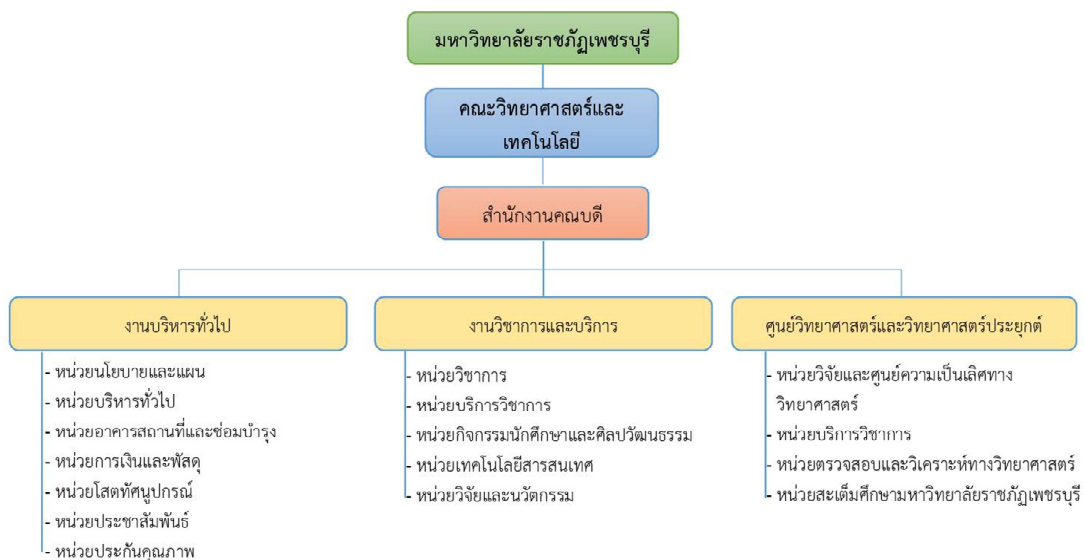 มหาวิทยาลัยราชภัฏเพชรบุรี
คณะวิทยาศาสตร์และ
เทคโนโลยี
สำนักงานคณบดี
งานบริหารทั่วไป
- หน่วยนโยบายและแผน
- หน่วยบริหารทั่วไป
- หน่วยอาคารสถานที่และซ่อมบำรุง
- หน่วยการเงินและพัสดุ
- หน่วยโสตทัศนูปกรณ์
- หน่วยประชาสัมพันธ์
- หน่วยประกันคุณภาพ
งานวิชาการและบริการ
- หน่วยวิชาการ
- หน่วยบริการวิชาการ
- หน่วยกิจกรรมนักศึกษาและศิลปวัฒนธรรม
- หน่วยเทคโนโลยีสารสนเทศ
- หน่วยวิจัยและนวัตกรรม
ศูนย์วิทยาศาสตร์และวิทยาศาสตร์ประยุกต์
- หน่วยวิจัยและศูนย์ความเป็นเลิศทาง
วิทยาศาสตร์
- หน่วยบริการวิชาการ
- หน่วยตรวจสอบและวิเคราะห์ทางวิทยาศาสตร์
- หน่วยสะเต็มศึกษามหาวิทยาลัยราชภัฏเพชรบุรี